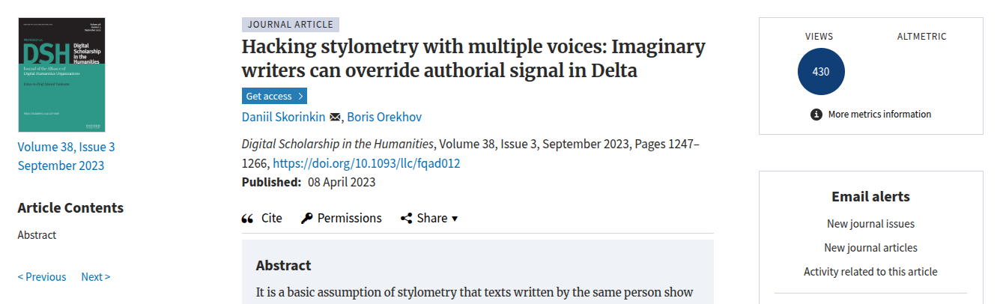 DSH Digital
Scholarship
in the
Humanities
Volume 38, Issue 3
September 2023
Article Contents
Abstract
< Previous Next >
JOURNAL ARTICLE
Hacking stylometry with multiple voices: Imaginary
writers can override authorial signal in Delta
Get access >
Daniil Skorinkin , Boris Orekhov
Digital Scholarship in the Humanities, Volume 38, Issue 3, September 2023, Pages 1247–
1266, https://doi.org/10.1093/llc/fqad012
Published: 08 April 2023
Cite Permissions Share
Abstract
It is a basic assumption of stylometry that texts written by the same person show
VIEWS ALTMETRIC
430
More metrics information
Email alerts
New journal issues
New journal articles
Activity related to this article